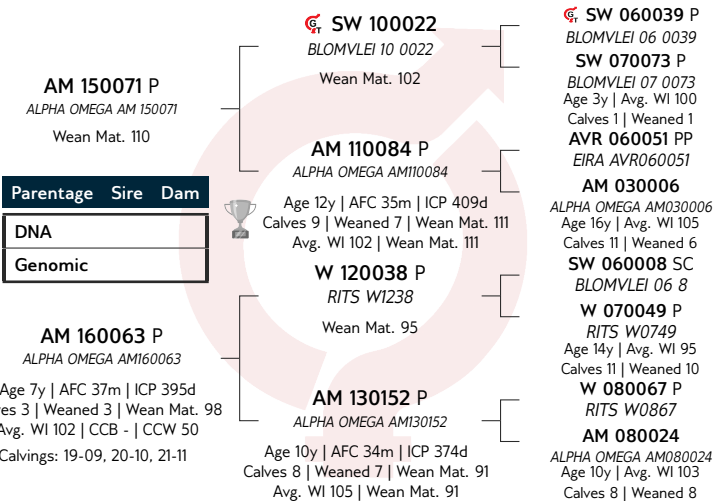 AM 150071 P
ALPHA OMEGA AM 150071
Wean Mat. 110
Parentage Sire Dam
DNA
Genomic
AM 160063 P
ALPHA OMEGA AM160063
Age 7y | AFC 37m | ICP 395d
es 3 | Weaned 3 | Wean Mat. 98
Avg. WI 102 | CCB - | CCW 50
Calvings: 19-09, 20-10, 21-11
GT SW 100022
BLOMVLEI 10 0022
Wean Mat. 102
AM 110084 P
ALPHA OMEGA AM110084
Age 12y | AFC 35m | ICP 409d
Calves 9 | Weaned 7 | Wean Mat. 111
Avg. WI 102 | Wean Mat. 111
W 120038 P
RITS W1238
Wean Mat. 95
AM 130152 P
ALPHA OMEGA AM130152
Age 10y | AFC 34m | ICP 374d
Calves 8 | Weaned 7 | Wean Mat. 91
Avg. WI 105 | Wean Mat. 91
GT SW 060039 P
BLOMVLEI 06 0039
SW 070073 P
BLOMVLEI 07 0073
Age 3y | Avg. WI 100
Calves 1 | Weaned 1
AVR 060051 PP
EIRA AVR060051
AM 030006
ALPHA OMEGA AM030006
Age 16y | Avg. WI 105
Calves 11 | Weaned 6
SW 060008 SC
BLOMVLEI 06 8
W 070049 P
RITS W0749
Age 14y | Avg. WI 95
Calves 11 | Weaned 10
W 080067 P
RITS W0867
AM 080024
ALPHA OMEGA AM080024
Age 10y | Avg. WI 103
Calves 8 | Weaned 8